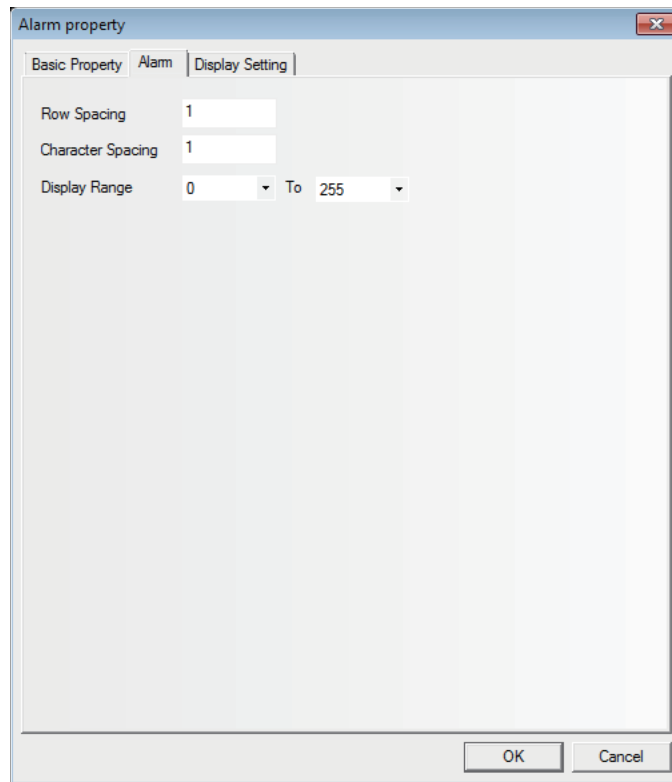 Alarm property
Basic Property Alarm Display Setting
Row Spacing 1
Character Spacing 1
Display Range 0 To 255
OK Cancel